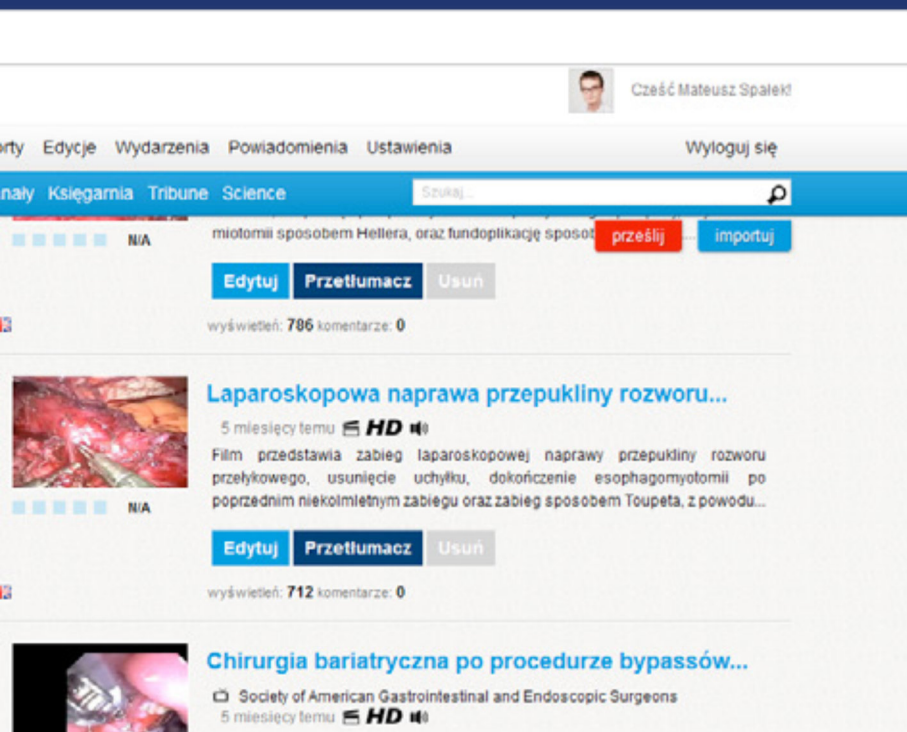 Cześć Mateusz Spałek!
orty Edycje Wydarzenia Powiadomienia Ustawienia Wyloguj się
nały Księgarnia Tribune Science Szukaj...
miotomii sposobem Hellera, oraz fundoplikację sposot ...
prześlij importuj
N/A
Edytuj Przetłumacz Usuń
wyświetleń: 786 komentarze: 0
Laparoskopowa naprawa przepukliny rozworu...
5 miesięcy temu HD
Film przedstawia zabieg laparoskopowej naprawy przepukliny rozworu
przełykowego, usunięcie uchyłku, dokończenie esophagomyotomii po
poprzednim niekolmletnym zabiegu oraz zabieg sposobem Toupeta, z powodu...
N/A
Edytuj Przetłumacz Usuń
wyświetleń: 712 komentarze: 0
Chirurgia bariatryczna po procedurze bypassów...
Society of American Gastrointestinal and Endoscopic Surgeons
5 miesięcy temu HD